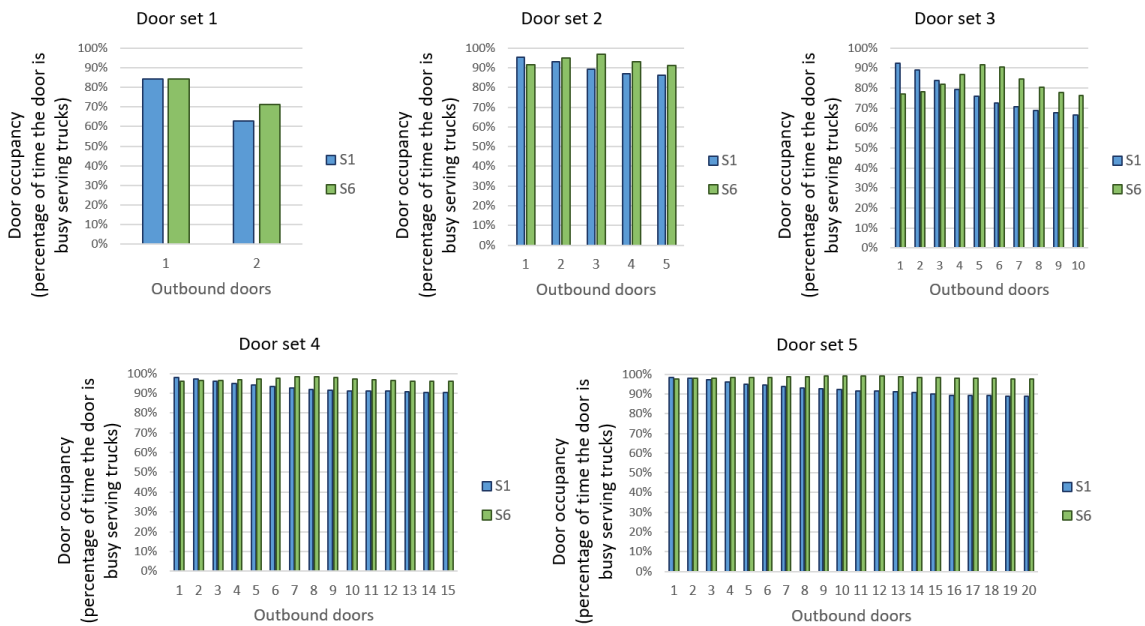 Door set 1
Door occupancy
(percentage of time the door is
busy serving trucks)
100%
90%
80%
70%
60%
50%
40%
30%
20%
10%
0%
1 2
Outbound doors
S1
S6
Door set 2
Door occupancy
(percentage of time the door is
busy serving trucks)
100%
90%
80%
70%
60%
50%
40%
30%
20%
10%
0%
1 2 3 4 5
Outbound doors
S1
S6
Door set 3
Door occupancy
(percentage of time the door is
busy serving trucks)
100%
90%
80%
70%
60%
50%
40%
30%
20%
10%
0%
1 2 3 4 5 6 7 8 9 10
Outbound doors
S1
S6
Door set 4
Door occupancy
(percentage of time the door is
busy serving trucks)
100%
90%
80%
70%
60%
50%
40%
30%
20%
10%
0%
1 2 3 4 5 6 7 8 9 10 11 12 13 14 15
Outbound doors
S1
S6
Door set 5
Door occupancy
(percentage of time the door is
busy serving trucks)
100%
90%
80%
70%
60%
50%
40%
30%
20%
10%
0%
1 2 3 4 5 6 7 8 9 10 11 12 13 14 15 16 17 18 19 20
Outbound doors
S1
S6